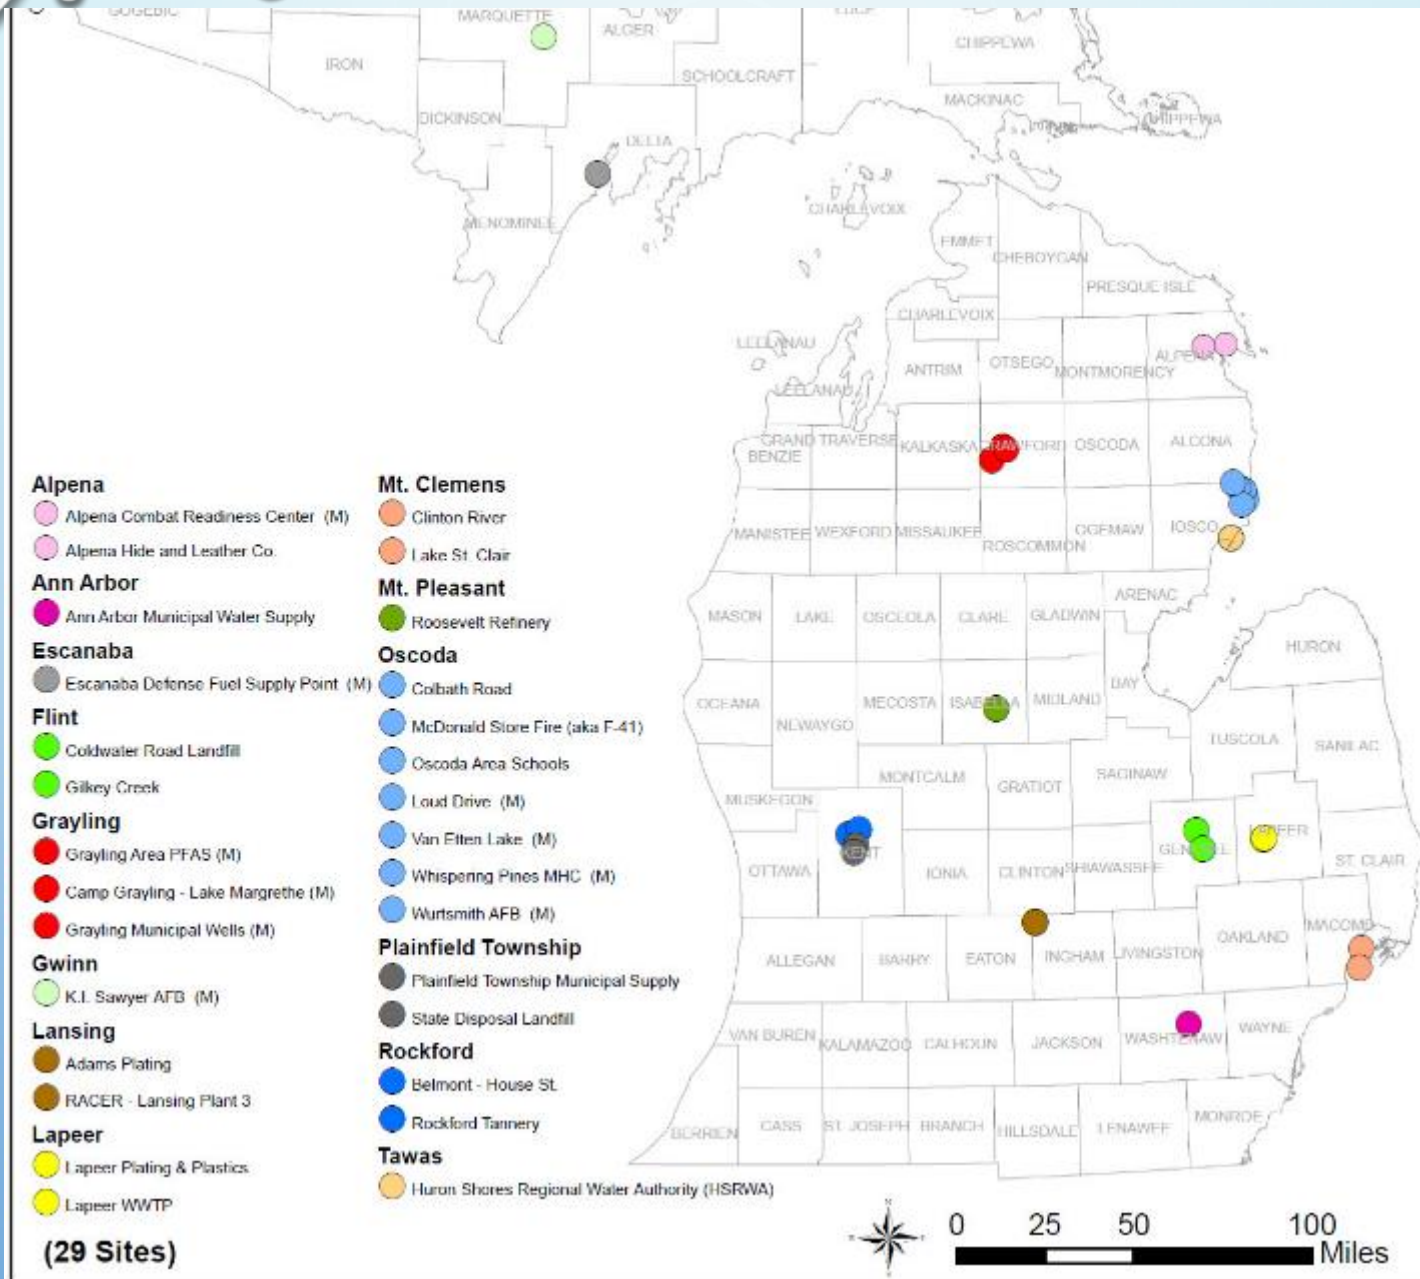 GOGEBIC
MARQUETTE
ALGER
LUCE
CHIPPEWA
IRON
SCHOOLCRAFT
MACKINAC
DICKINSON
CHIPPEWA
DELTA
MENOMINEE
CHARLEVOIX
EMMET
CHEBOYGAN
PRESQUE ISLE
CHARLEVOIX
LEELANAU
ANTRIM
OTSEGO
MONTMORENCY
ALPENA
LEELANAU
GRAND TRAVERSE
BENZIE
KALKASKA
CRAWFORD
OSCODA
ALCONA
MANISTEE
WEXFORD
MISSAUKEE
ROSCOMMON
OGEMAW
IOSCO
ARENAC
MASON
LAKE
OSCEOLA
CLARE
GLADWIN
HURON
OCEANA
NEWAYGO
MECOSTA
ISABELLA
MIDLAND
BAY
TUSCOLA
SANILAC
MUSKEGON
MONTCALM
GRATIOT
SAGINAW
OTTAWA
KENT
IONIA
CLINTON
SHIAWASSEE
GENESEE
LAPEER
ST. CLAIR
ALLEGAN
BARRY
EATON
INGHAM
LIVINGSTON
OAKLAND
MACOMB
VAN BUREN
KALAMAZOO
CALHOUN
JACKSON
WASHTENAW
WAYNE
BERRIEN
CASS
ST. JOSEPH
BRANCH
HILLSDALE
LENAWEE
MONROE
Alpena
Alpena Combat Readiness Center (M)
Alpena Hide and Leather Co.
Ann Arbor
Ann Arbor Municipal Water Supply
Escanaba
Escanaba Defense Fuel Supply Point (M)
Flint
Coldwater Road Landfill
Gilkey Creek
Grayling
Grayling Area PFAS (M)
Camp Grayling - Lake Margrethe (M)
Grayling Municipal Wells (M)
Gwinn
K.I. Sawyer AFB (M)
Lansing
Adams Plating
RACER - Lansing Plant 3
Lapeer
Lapeer Plating & Plastics
Lapeer WWTP
(29 Sites)
Mt. Clemens
Clinton River
Lake St. Clair
Mt. Pleasant
Roosevelt Refinery
Oscoda
Colbath Road
McDonald Store Fire (aka F-41)
Oscoda Area Schools
Loud Drive (M)
Van Etten Lake (M)
Whispering Pines MHC (M)
Wurtsmith AFB (M)
Plainfield Township
Plainfield Township Municipal Supply
State Disposal Landfill
Rockford
Belmont - House St.
Rockford Tannery
Tawas
Huron Shores Regional Water Authority (HSRWA)
0 25 50 100
Miles